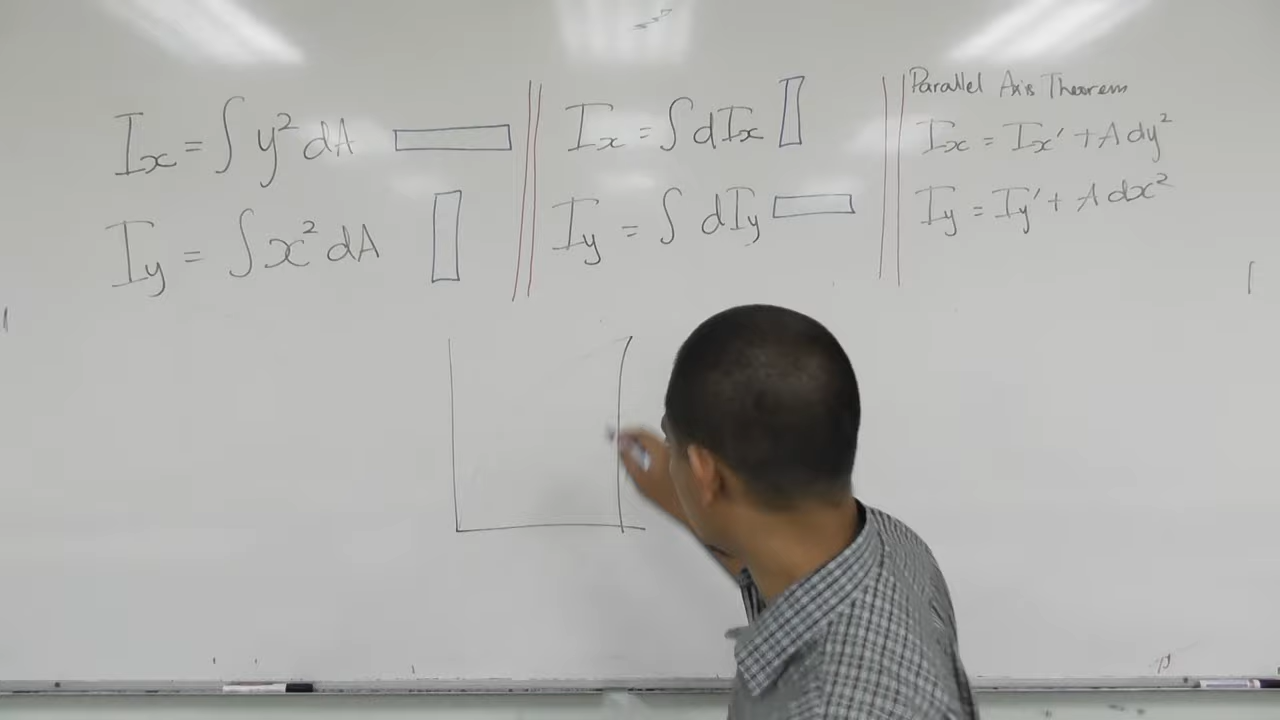 Ix = ∫ y² dA
Iy = ∫ x² dA
Ix = ∫ dIx
Iy = ∫ dIy
Parallel Axis Theorem
Ix = Ix' + A dy²
Iy = Iy' + A dx²